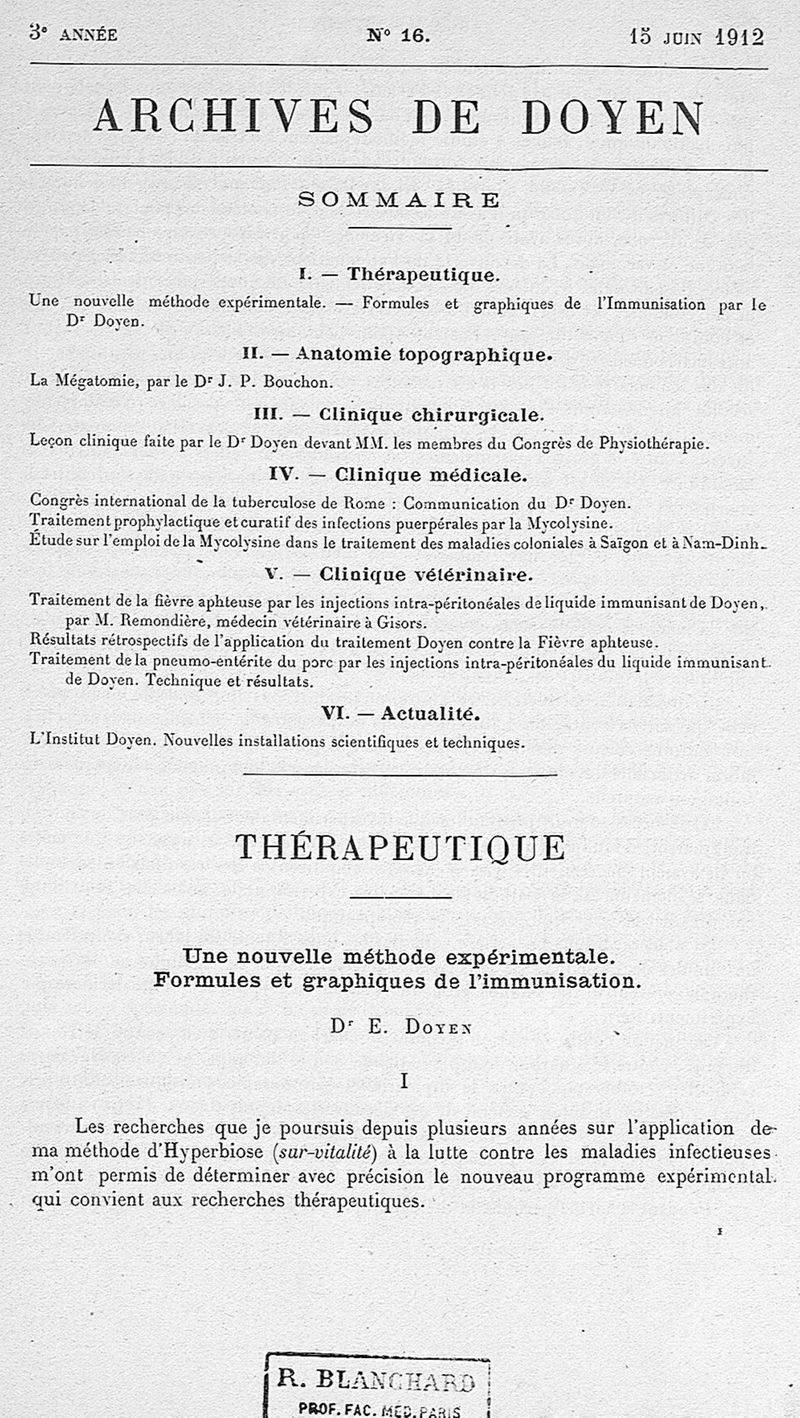 3e ANNÉE No 16. 15 JUIN 1912
ARCHIVES DE DOYEN
SOMMAIRE
I. — Thérapeutique.
Une nouvelle méthode expérimentale. — Formules et graphiques de l'Immunisation par le
Dr Doyen.
II. — Anatomie topographique.
La Mégatomie, par le Dr J. P. Bouchon.
III. — Clinique chirurgicale.
Leçon clinique faite par le Dr Doyen devant MM. les membres du Congrès de Physiothérapie.
IV. — Clinique médicale.
Congrès international de la tuberculose de Rome : Communication du Dr Doyen.
Traitement prophylactique et curatif des infections puerpérales par la Mycolysine.
Étude sur l'emploi de la Mycolysine dans le traitement des maladies coloniales à Saïgon et à Nam-Dinh.
V. — Clinique vétérinaire.
Traitement de la fièvre aphteuse par les injections intra-péritonéales de liquide immunisant de Doyen,
par M. Remondière, médecin vétérinaire à Gisors.
Résultats rétrospectifs de l'application du traitement Doyen contre la Fièvre aphteuse.
Traitement de la pneumo-entérite du porc par les injections intra-péritonéales du liquide immunisant
de Doyen. Technique et résultats.
VI. — Actualité.
L'Institut Doyen. Nouvelles installations scientifiques et techniques.
THÉRAPEUTIQUE
Une nouvelle méthode expérimentale.
Formules et graphiques de l'immunisation.
Dr E. DOYEN
I
Les recherches que je poursuis depuis plusieurs années sur l'application de
ma méthode d'Hyperbiose (sur-vitalité) à la lutte contre les maladies infectieuses
m'ont permis de déterminer avec précision le nouveau programme expérimental
qui convient aux recherches thérapeutiques.
1
R. BLANCHARD
PROF. FAC. MED. PARIS